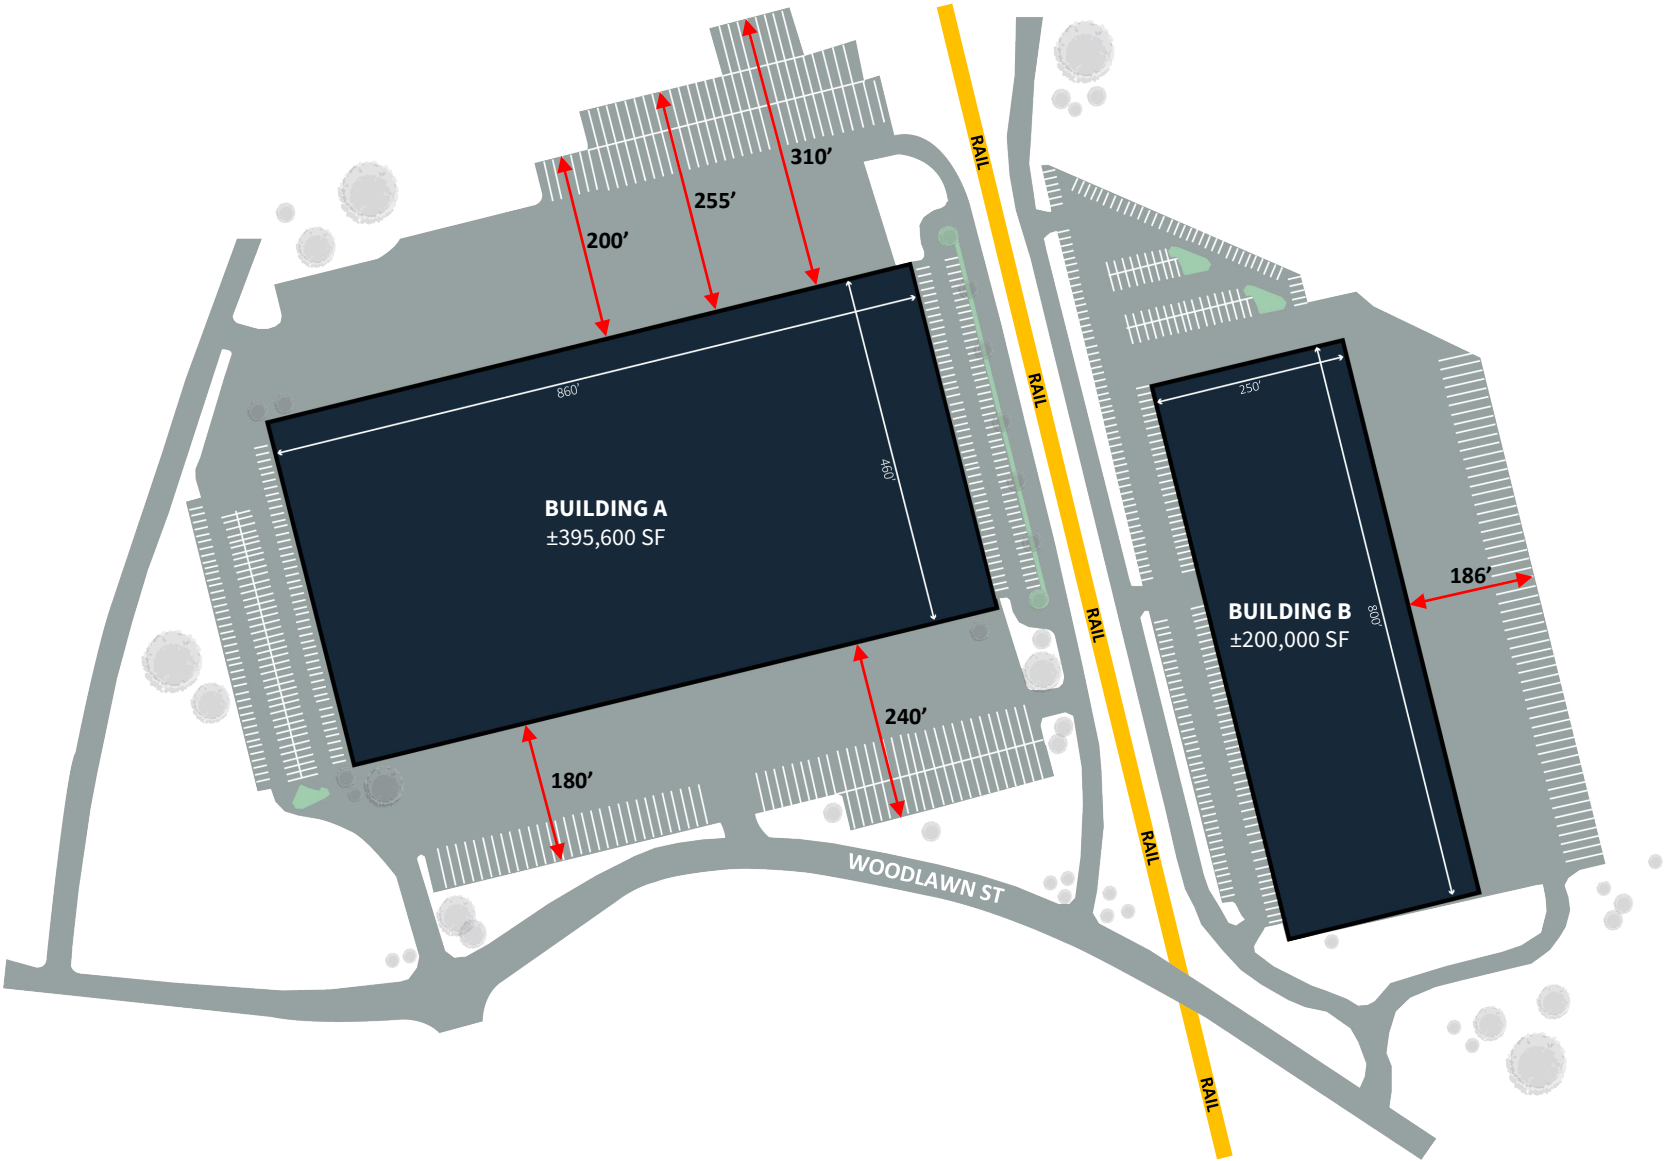 RAIL
310’
255’
200’
RAIL
860’
250’
460’
BUILDING A
±395,600 SF
186’
RAIL
BUILDING B
±200,000 SF
800’
240’
180’
RAIL
WOODLAWN ST
RAIL